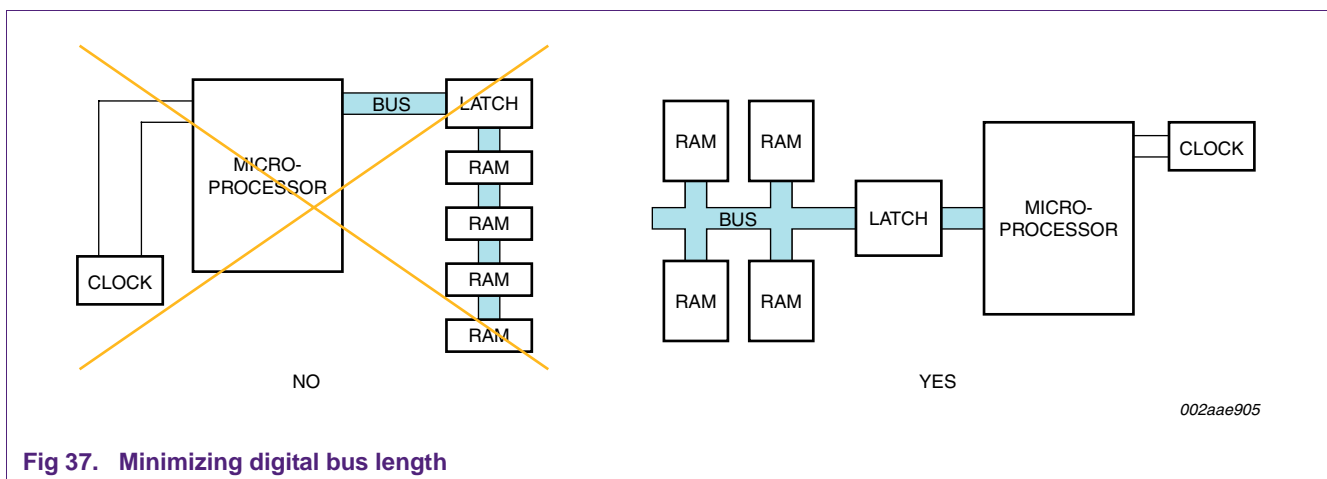 BUS
LATCH
MICRO-
PROCESSOR
RAM
RAM
RAM
RAM
CLOCK
NO
RAM
RAM
BUS
LATCH
MICRO-
PROCESSOR
CLOCK
RAM
RAM
YES
002aae905
Fig 37. Minimizing digital bus length